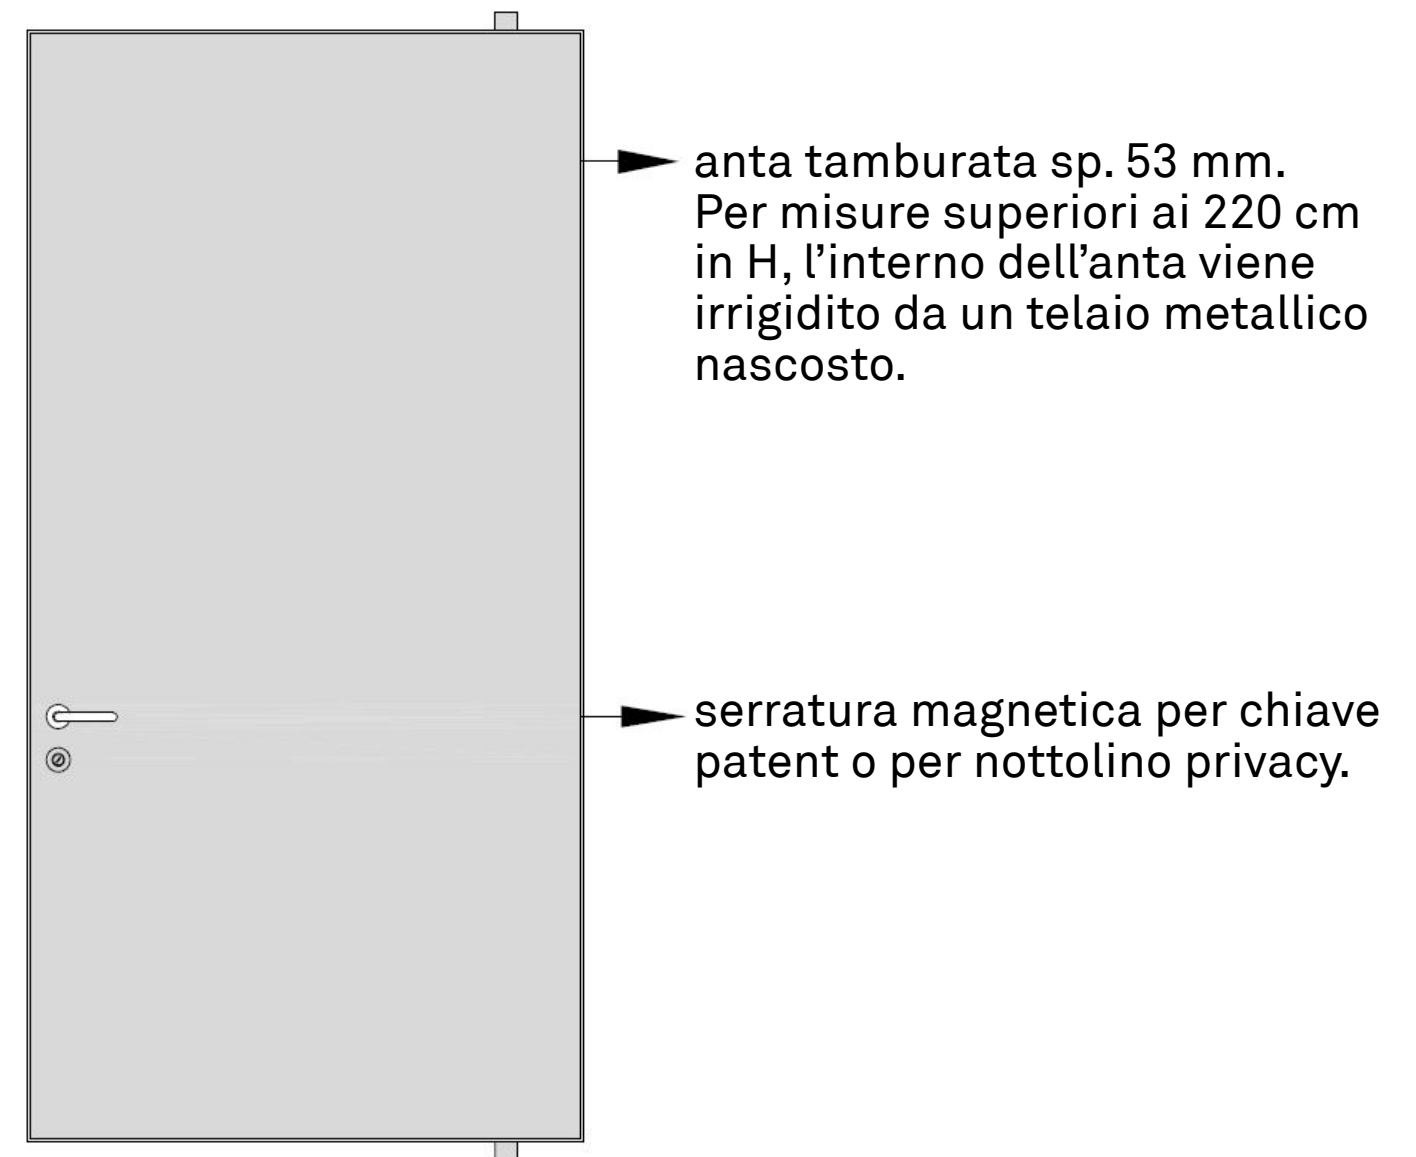 anta tamburata sp. 53 mm.
Per misure superiori ai 220 cm
in H, l’interno dell’anta viene
irrigidito da un telaio metallico
nascosto.
serratura magnetica per chiave
patent o per nottolino privacy.